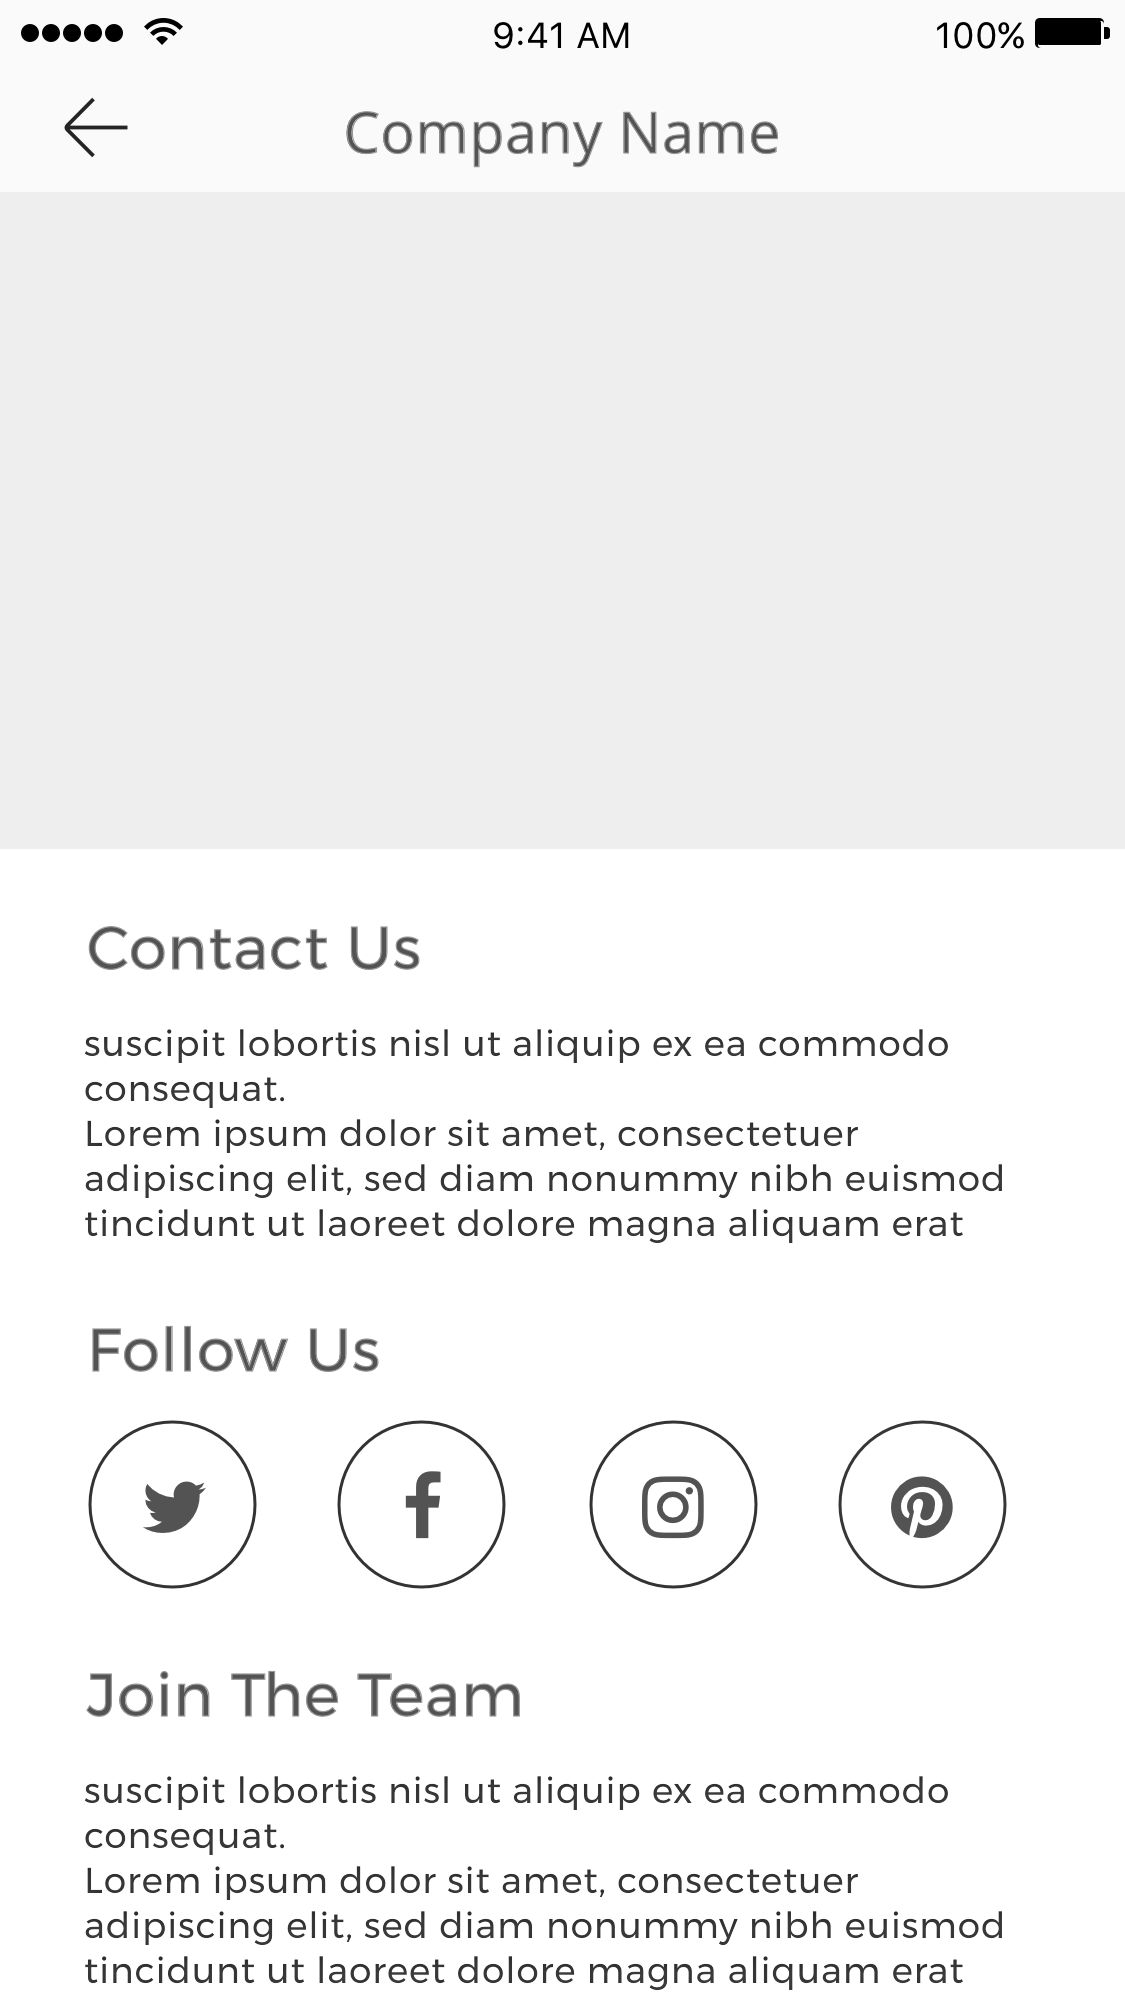 9:41 AM 100%
Company Name
Contact Us
suscipit lobortis nisl ut aliquip ex ea commodo
consequat.
Lorem ipsum dolor sit amet, consectetuer
adipiscing elit, sed diam nonummy nibh euismod
tincidunt ut laoreet dolore magna aliquam erat
Follow Us
Join The Team
suscipit lobortis nisl ut aliquip ex ea commodo
consequat.
Lorem ipsum dolor sit amet, consectetuer
adipiscing elit, sed diam nonummy nibh euismod
tincidunt ut laoreet dolore magna aliquam erat